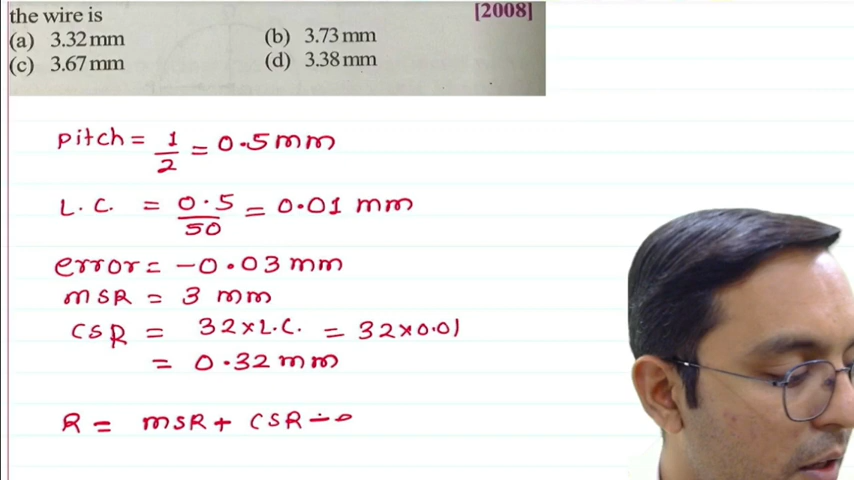 the wire is [2008]
(a) 3.32 mm (b) 3.73 mm
(c) 3.67 mm (d) 3.38 mm
Pitch = 1/2 = 0.5 mm
L.C. = 0.5/50 = 0.01 mm
error = -0.03 mm
MSR = 3 mm
CSR = 32×L.C. = 32×0.01
= 0.32 mm
R = MSR + CSR -